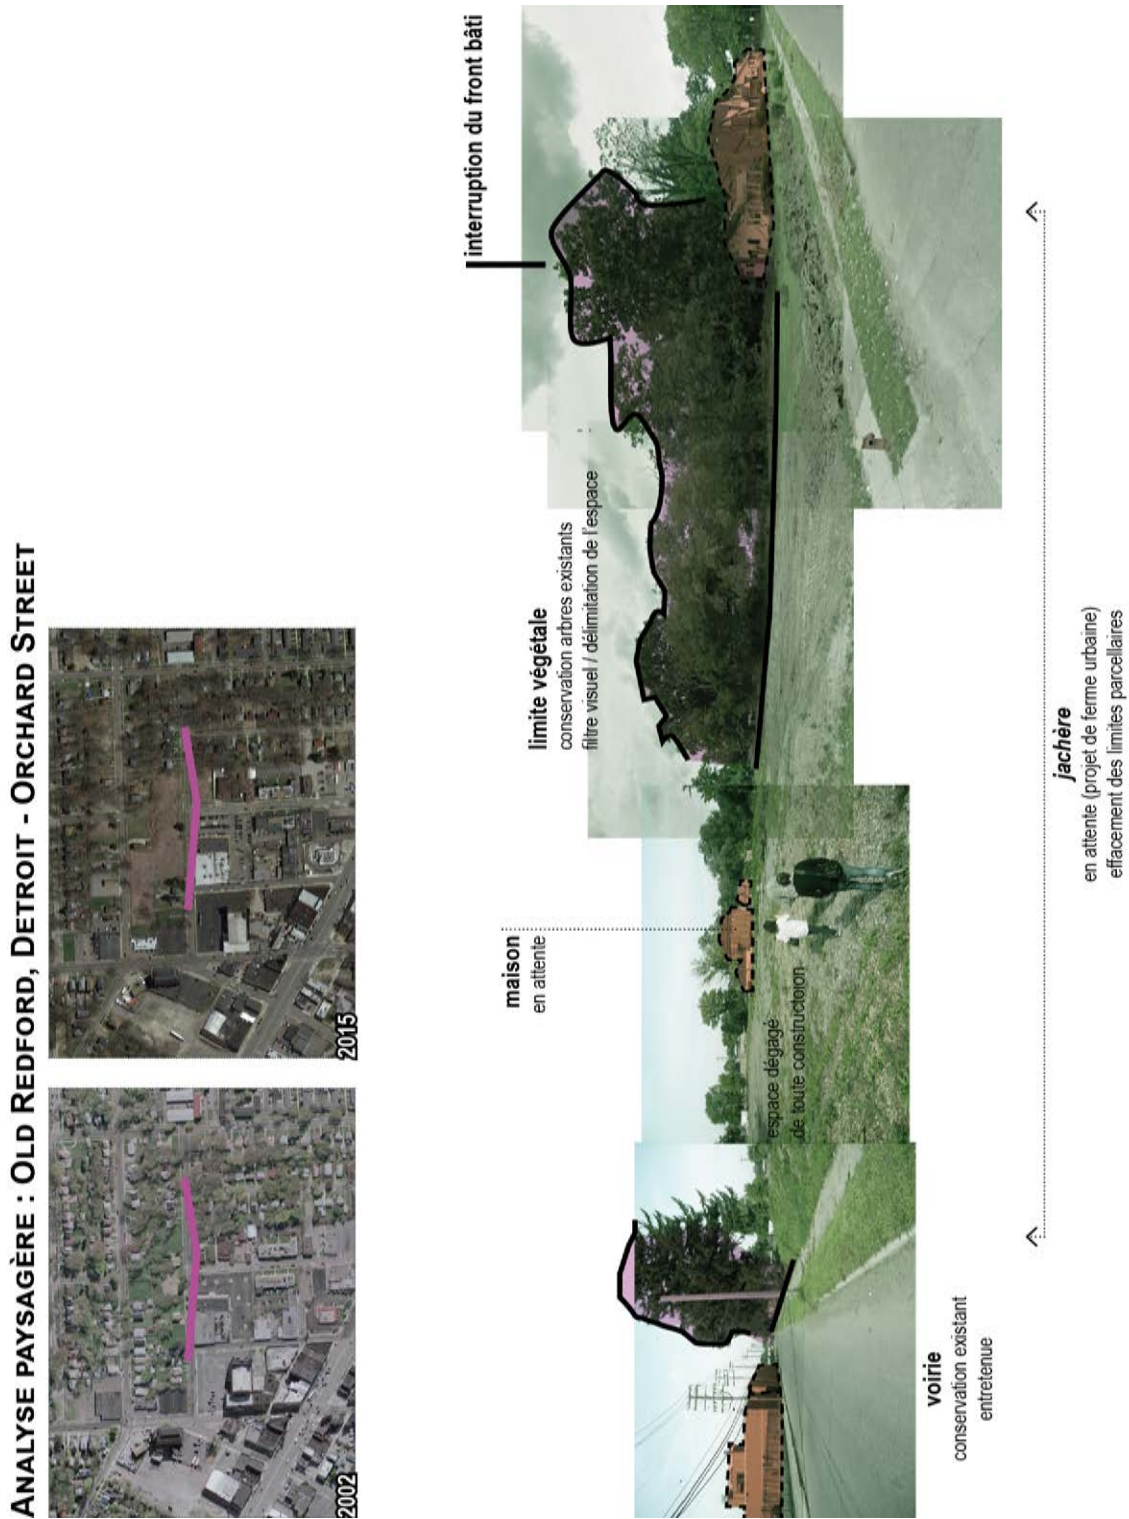 ANALYSE PAYSAGÈRE : OLD REDFORD, DETROIT - ORCHARD STREET
2002
2015
interruption du front bâti
limite végétale
conservation arbres existants
filtre visuel / délimitation de l'espace
maison
en attente
espace dégagé
de toute constructoion
voirie
conservation existant
entretenue
jachère
en attente (projet de ferme urbaine)
effacement des limites parcellaires